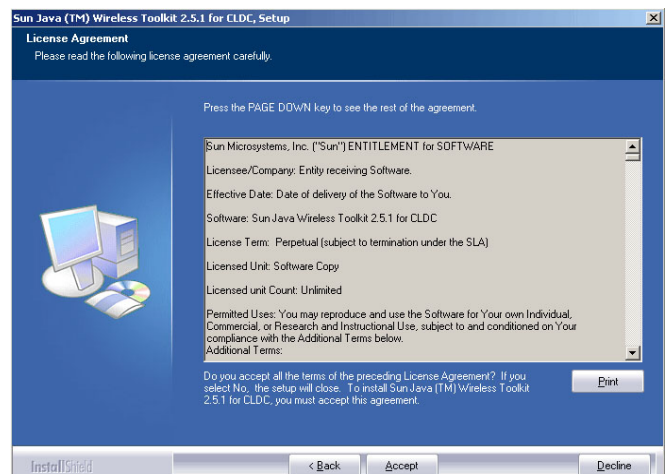 Sun Java (TM) Wireless Toolkit 2.5.1 for CLDC, Setup
License Agreement
Please read the following license agreement carefully.
Press the PAGE DOWN key to see the rest of the agreement.
Sun Microsystems, Inc. ("Sun") ENTITLEMENT for SOFTWARE
Licensee/Company: Entity receiving Software.
Effective Date: Date of delivery of the Software to You.
Software: Sun Java Wireless Toolkit 2.5.1 for CLDC
License Term: Perpetual (subject to termination under the SLA)
Licensed Unit: Software Copy
Licensed unit Count: Unlimited
Permitted Uses: You may reproduce and use the Software for Your own Individual,
Commercial, or Research and Instructional Use, subject to and conditioned on Your
compliance with the Additional Terms below.
Additional Terms:
Do you accept all the terms of the preceding License Agreement? If you
select No, the setup will close. To install Sun Java (TM) Wireless Toolkit
2.5.1 for CLDC, you must accept this agreement.
Print
InstallShield
< Back
Accept
Decline